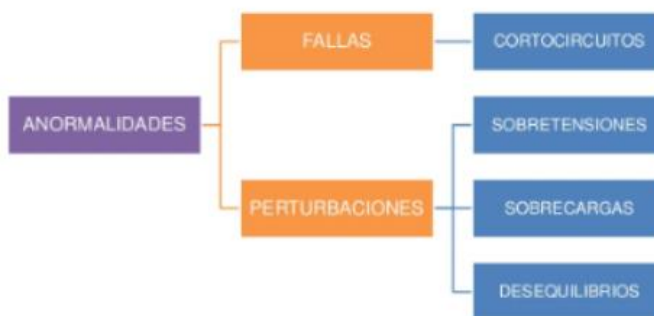 ANORMALIDADES
FALLAS
CORTOCIRCUITOS
PERTURBACIONES
SOBRETENSIONES
SOBRECARGAS
DESEQUILIBRIOS